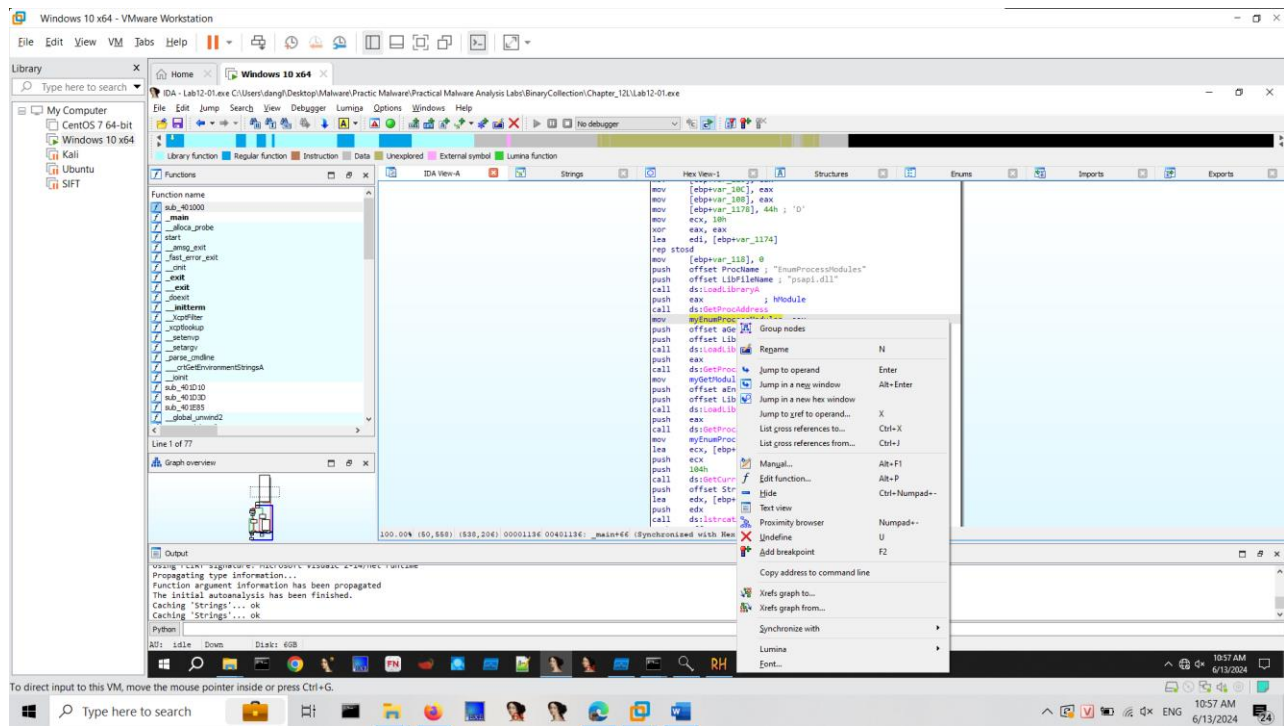 Windows 10 x64 - VMware Workstation
File Edit View VM Tabs Help
Library
Type here to search
My Computer
CentOS 7 64-bit
Windows 10 x64
Kali
Ubuntu
SIFT
Home
Windows 10 x64
IDA - Lab12-01.exe C:\Users\dangl\Desktop\Malware\Practic Malware\Practical Malware Analysis Labs\BinaryCollection\Chapter_12L\Lab12-01.exe
File Edit Jump Search View Debugger Lumina Options Windows Help
No debugger
Library function Regular function Instruction Data Unexplored External symbol Lumina function
Functions
Function name
sub_401000
_main
__alloca_probe
start
__amsg_exit
_fast_error_exit
__cinit
_exit
__exit
_doexit
__initterm
__XcptFilter
_xcptlookup
__setenvp
__setargv
_parse_cmdline
__crtGetEnvironmentStringsA
__ioinit
sub_401D10
sub_401D3D
sub_401E85
__global_unwind2
Line 1 of 77
Graph overview
IDA View-A Strings Hex View-1 Structures Enums Imports Exports
mov [ebp+var_10C], eax
mov [ebp+var_108], eax
mov [ebp+var_1178], 44h ; 'D'
mov ecx, 10h
xor eax, eax
lea edi, [ebp+var_1174]
rep stosd
mov [ebp+var_118], 0
push offset ProcName ; "EnumProcessModules"
push offset LibFileName ; "psapi.dll"
call ds:LoadLibraryA
push eax ; hModule
call ds:GetProcAddress
mov myEnumProcessModules, eax
push offset aGe
push offset Lib
call ds:LoadLib
push eax
call ds:GetProc
mov myGetModul
push offset aEn
push offset Lib
call ds:LoadLib
push eax
call ds:GetProc
mov myEnumProc
lea ecx, [ebp+
push ecx
push 104h
call ds:GetCurr
push offset Str
lea edx, [ebp+
push edx
call ds:lstrcat
Group nodes
Rename N
Jump to operand Enter
Jump in a new window Alt+Enter
Jump in a new hex window
Jump to xref to operand... X
List cross references to... Ctrl+X
List cross references from... Ctrl+J
Manual... Alt+F1
Edit function... Alt+P
Hide Ctrl+Numpad+-
Text view
Proximity browser Numpad+-
Undefine U
Add breakpoint F2
Copy address to command line
Xrefs graph to...
Xrefs graph from...
Synchronize with
Lumina
Font...
100.00% (50,558) (538,206) 00001136 00401136: _main+66 (Synchronized with Hex
Output
Propagating type information...
Function argument information has been propagated
The initial autoanalysis has been finished.
Caching 'Strings'... ok
Caching 'Strings'... ok
Python
AU: idle Down Disk: 6GB
10:57 AM
6/13/2024
To direct input to this VM, move the mouse pointer inside or press Ctrl+G.
Type here to search
ENG
10:57 AM
6/13/2024